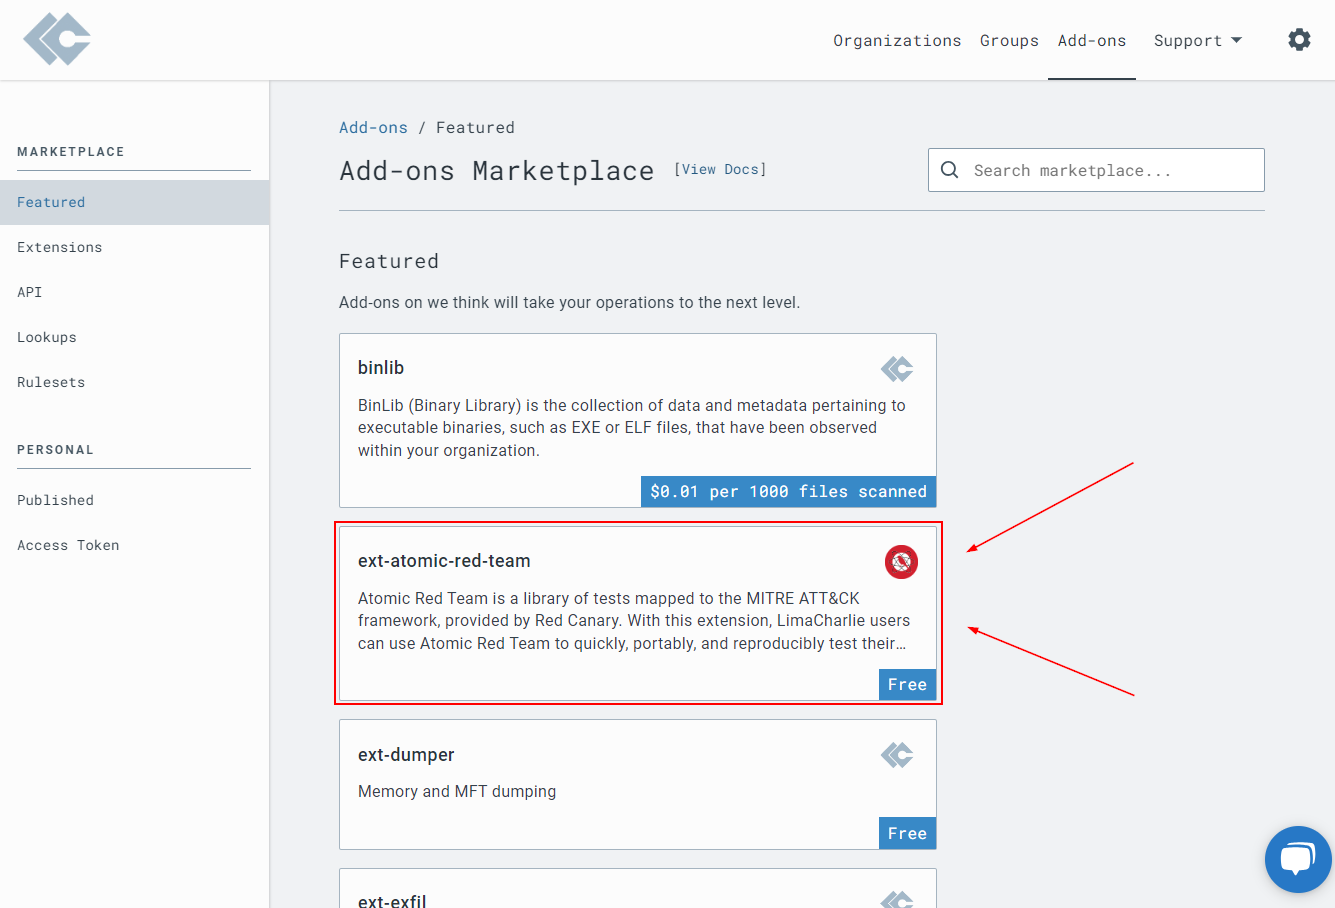 Organizations Groups Add-ons Support
MARKETPLACE
Featured
Extensions
API
Lookups
Rulesets
PERSONAL
Published
Access Token
Add-ons / Featured
Add-ons Marketplace [View Docs]
Search marketplace...
Featured
Add-ons on we think will take your operations to the next level.
binlib
BinLib (Binary Library) is the collection of data and metadata pertaining to
executable binaries, such as EXE or ELF files, that have been observed
within your organization.
$0.01 per 1000 files scanned
ext-atomic-red-team
Atomic Red Team is a library of tests mapped to the MITRE ATT&CK
framework, provided by Red Canary. With this extension, LimaCharlie users
can use Atomic Red Team to quickly, portably, and reproducibly test their...
Free
ext-dumper
Memory and MFT dumping
Free
ext-exfil